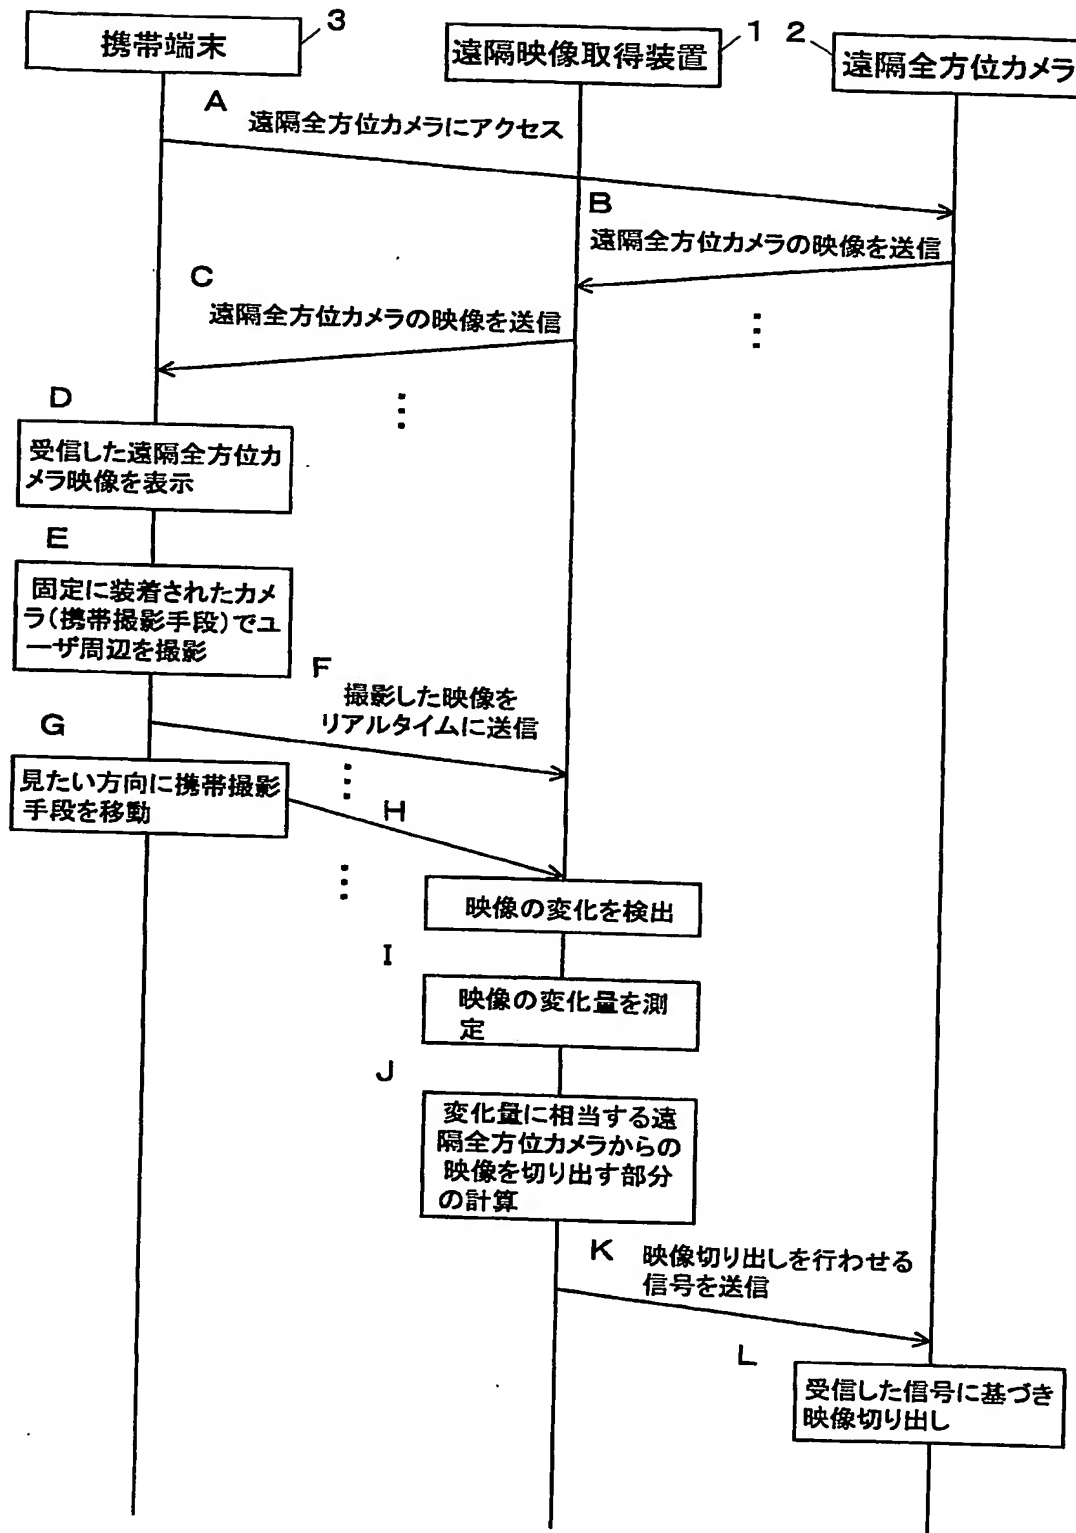 携帯端末
3
遠隔映像取得装置
1
2
遠隔全方位カメラ
A
遠隔全方位カメラにアクセス
B
遠隔全方位カメラの映像を送信
C
遠隔全方位カメラの映像を送信
D
受信した遠隔全方位カ
メラ映像を表示
E
固定に装着されたカメ
ラ(携帯撮影手段)でユ
ーザ周辺を撮影
F
撮影した映像を
リアルタイムに送信
G
見たい方向に携帯撮影
手段を移動
H
映像の変化を検出
I
映像の変化量を測
定
J
変化量に相当する遠
隔全方位カメラからの
映像を切り出す部分
の計算
K
映像切り出しを行わせる
信号を送信
L
受信した信号に基づき
映像切り出し